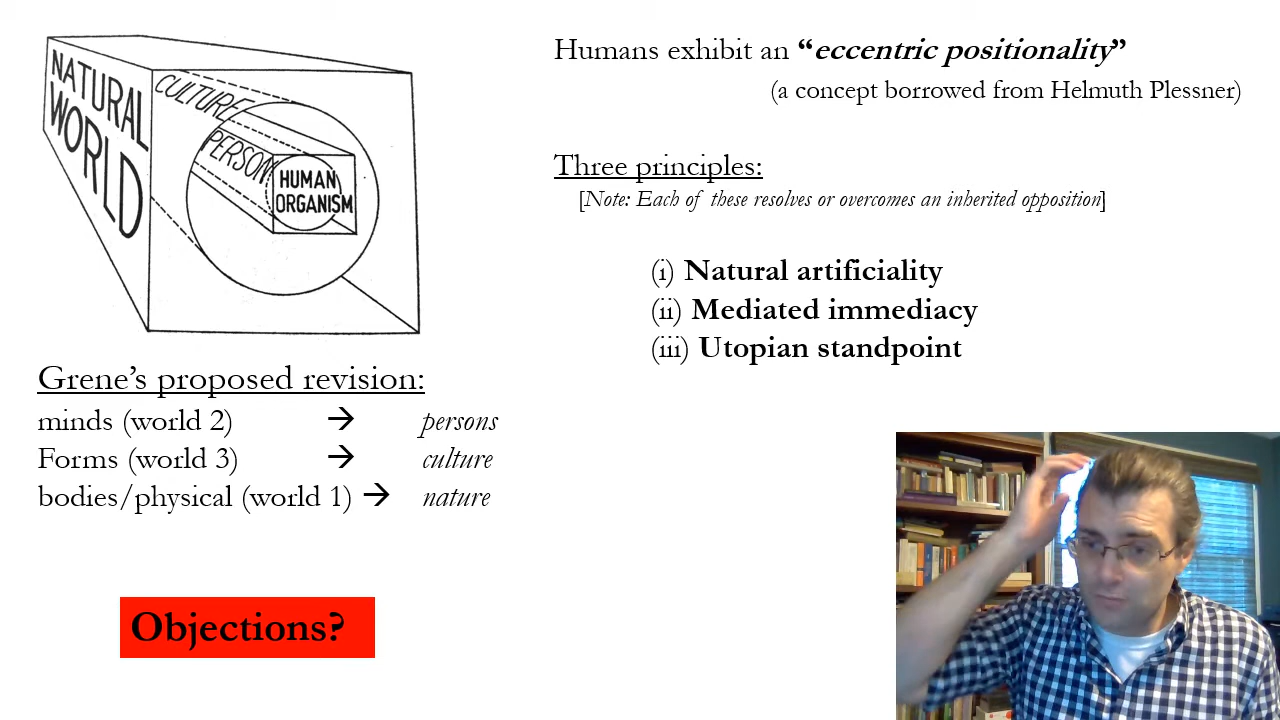 NATURAL
WORLD
CULTURE
PERSON
HUMAN
ORGANISM
Grene’s proposed revision:
minds (world 2) → persons
Forms (world 3) → culture
bodies/physical (world 1) → nature
Objections?
Humans exhibit an “eccentric positionality”
(a concept borrowed from Helmuth Plessner)
Three principles:
[Note: Each of these resolves or overcomes an inherited opposition]
(i) Natural artificiality
(ii) Mediated immediacy
(iii) Utopian standpoint